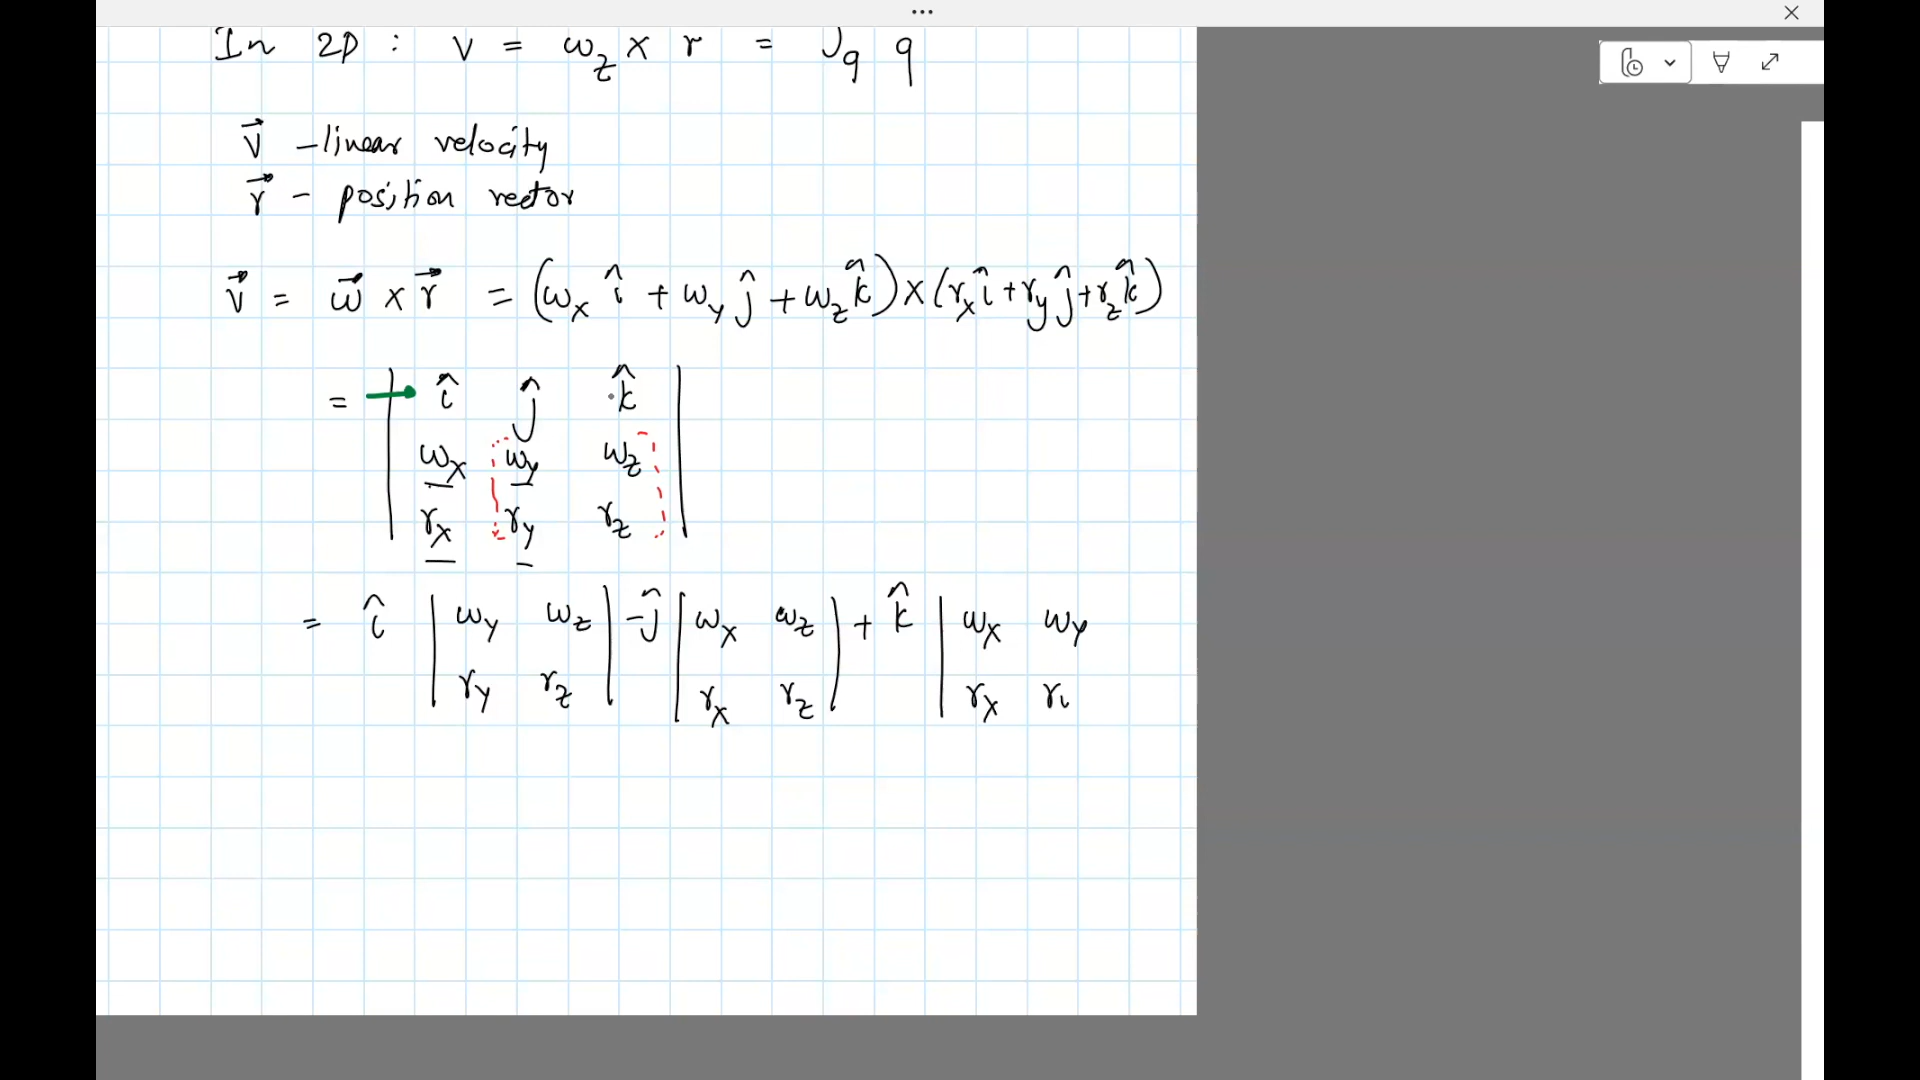 In 2D : v = ω_z × r = J_q q
v⃗ – linear velocity
r⃗ – position vector
v⃗ = ω⃗ × r⃗ = (ω_x î + ω_y ĵ + ω_z k̂) × (r_x î + r_y ĵ + r_z k̂)
= | î ĵ k̂ |
| ω_x ω_y ω_z |
| r_x r_y r_z |
= î | ω_y ω_z | - ĵ | ω_x ω_z | + k̂ | ω_x ω_y |
| r_y r_z | | r_x r_z | | r_x r